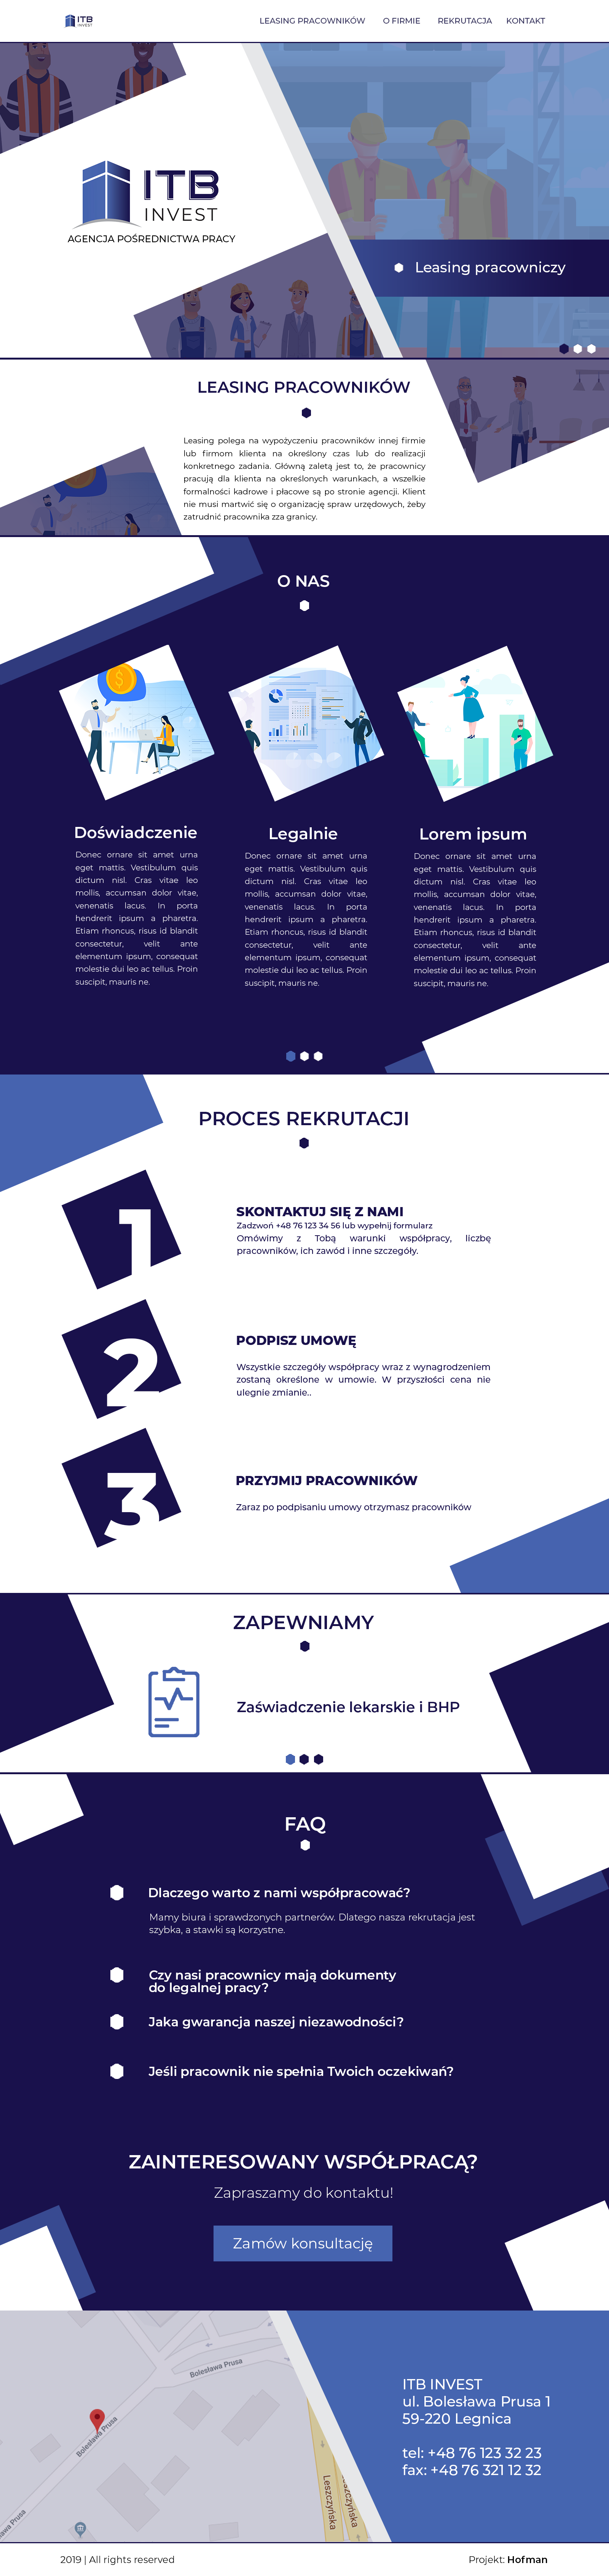 ITB
INVEST
LEASING PRACOWNIKÓW
O FIRMIE
REKRUTACJA
KONTAKT
ITB
INVEST
AGENCJA POŚREDNICTWA PRACY
Leasing pracowniczy
LEASING PRACOWNIKÓW
Leasing polega na wypożyczeniu pracowników innej firmie
lub firmom klienta na określony czas lub do realizacji
konkretnego zadania. Główną zaletą jest to, że pracownicy
pracują dla klienta na określonych warunkach, a wszelkie
formalności kadrowe i płacowe są po stronie agencji. Klient
nie musi martwić się o organizację spraw urzędowych, żeby
zatrudnić pracownika zza granicy.
O NAS
Doświadczenie
Donec ornare sit amet urna
eget mattis. Vestibulum quis
dictum nisl. Cras vitae leo
mollis, accumsan dolor vitae,
venenatis lacus. In porta
hendrerit ipsum a pharetra.
Etiam rhoncus, risus id blandit
consectetur, velit ante
elementum ipsum, consequat
molestie dui leo ac tellus. Proin
suscipit, mauris ne.
Legalnie
Donec ornare sit amet urna
eget mattis. Vestibulum quis
dictum nisl. Cras vitae leo
mollis, accumsan dolor vitae,
venenatis lacus. In porta
hendrerit ipsum a pharetra.
Etiam rhoncus, risus id blandit
consectetur, velit ante
elementum ipsum, consequat
molestie dui leo ac tellus. Proin
suscipit, mauris ne.
Lorem ipsum
Donec ornare sit amet urna
eget mattis. Vestibulum quis
dictum nisl. Cras vitae leo
mollis, accumsan dolor vitae,
venenatis lacus. In porta
hendrerit ipsum a pharetra.
Etiam rhoncus, risus id blandit
consectetur, velit ante
elementum ipsum, consequat
molestie dui leo ac tellus. Proin
suscipit, mauris ne.
PROCES REKRUTACJI
1
SKONTAKTUJ SIĘ Z NAMI
Zadzwoń +48 76 123 34 56 lub wypełnij formularz
Omówimy z Tobą warunki współpracy, liczbę
pracowników, ich zawód i inne szczegóły.
2
PODPISZ UMOWĘ
Wszystkie szczegóły współpracy wraz z wynagrodzeniem
zostaną określone w umowie. W przyszłości cena nie
ulegnie zmianie..
3
PRZYJMIJ PRACOWNIKÓW
Zaraz po podpisaniu umowy otrzymasz pracowników
ZAPEWNIAMY
Zaświadczenie lekarskie i BHP
FAQ
Dlaczego warto z nami współpracować?
Mamy biura i sprawdzonych partnerów. Dlatego nasza rekrutacja jest
szybka, a stawki są korzystne.
Czy nasi pracownicy mają dokumenty
do legalnej pracy?
Jaka gwarancja naszej niezawodności?
Jeśli pracownik nie spełnia Twoich oczekiwań?
ZAINTERESOWANY WSPÓŁPRACĄ?
Zapraszamy do kontaktu!
Zamów konsultację
Bolesława Prusa
Bolesława Prusa
sława Prusa
Leszczyńska
szczyńska
ITB INVEST
ul. Bolesława Prusa 1
59-220 Legnica
tel: +48 76 123 32 23
fax: +48 76 321 12 32
2019 | All rights reserved
Projekt: Hofman